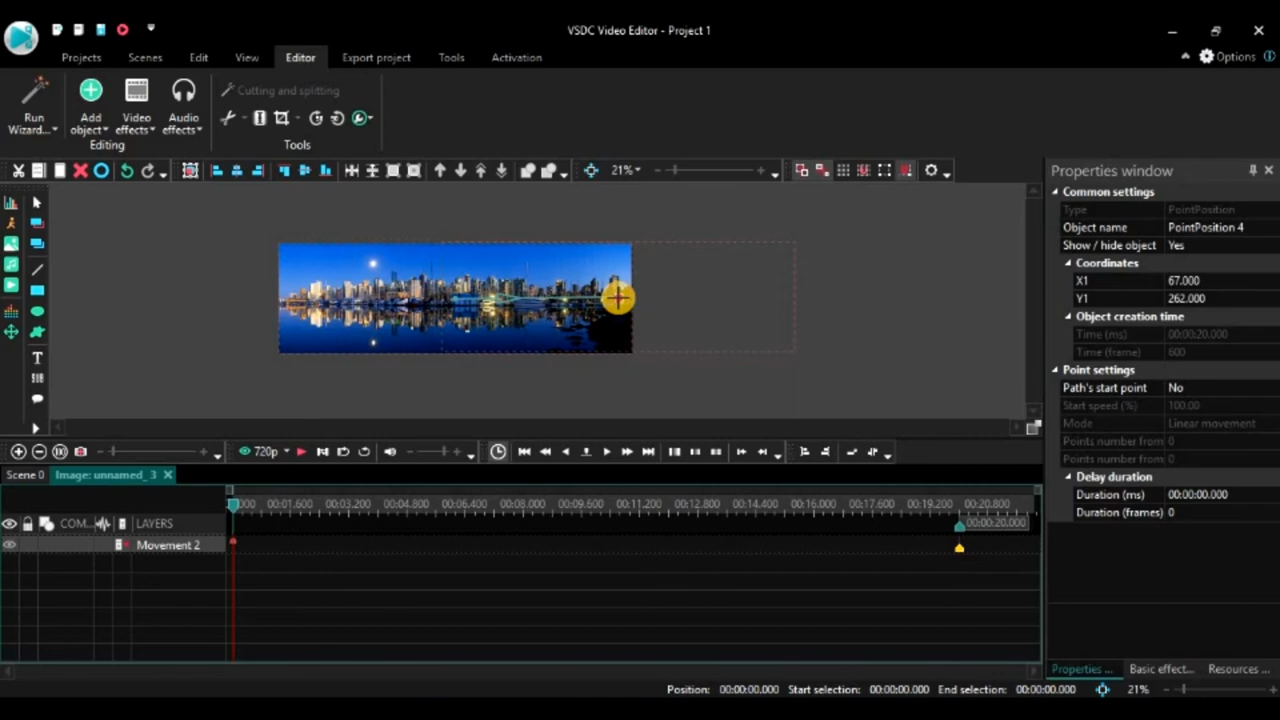 VSDC Video Editor - Project 1
Projects Scenes Edit View Editor Export project Tools Activation
Options
Cutting and splitting
Run Wizard...
Add object
Video effects
Audio effects
Editing
Tools
21%
Properties window
Common settings
Type PointPosition
Object name PointPosition 4
Show / hide object Yes
Coordinates
X1 67.000
Y1 262.000
Object creation time
Time (ms) 00:00:20.000
Time (frame) 600
Point settings
Path's start point No
Start speed (%) 100.00
Mode Linear movement
Points number from 0
Points number from 0
Delay duration
Duration (ms) 00:00:00.000
Duration (frames) 0
T
720p
Scene 0 Image: unnamed_ 3
000 00:01.600 00:03.200 00:04.800 00:06.400 00:08.000 00:09.600 00:11.200 00:12.800 00:14.400 00:16.000 00:17.600 00:19.200 00:20.800
COM... LAYERS
00:00:20.000
Movement 2
Properties ... Basic effect... Resources ...
Position: 00:00:00.000 Start selection: 00:00:00.000 End selection: 00:00:00.000 21%